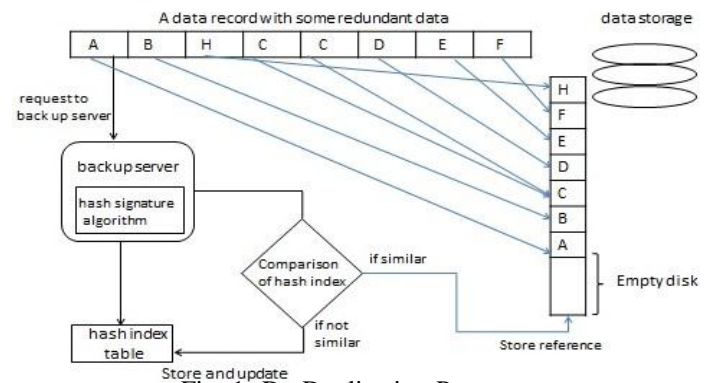 A data record with some redundant data
data storage
A B H C C D E F
request to
back up server
backup server
hash signature
algorithm
H
F
E
D
C
B
A
Comparison
of hash index
if similar
Empty disk
if not
similar
hash index
table
Store reference
Store and update